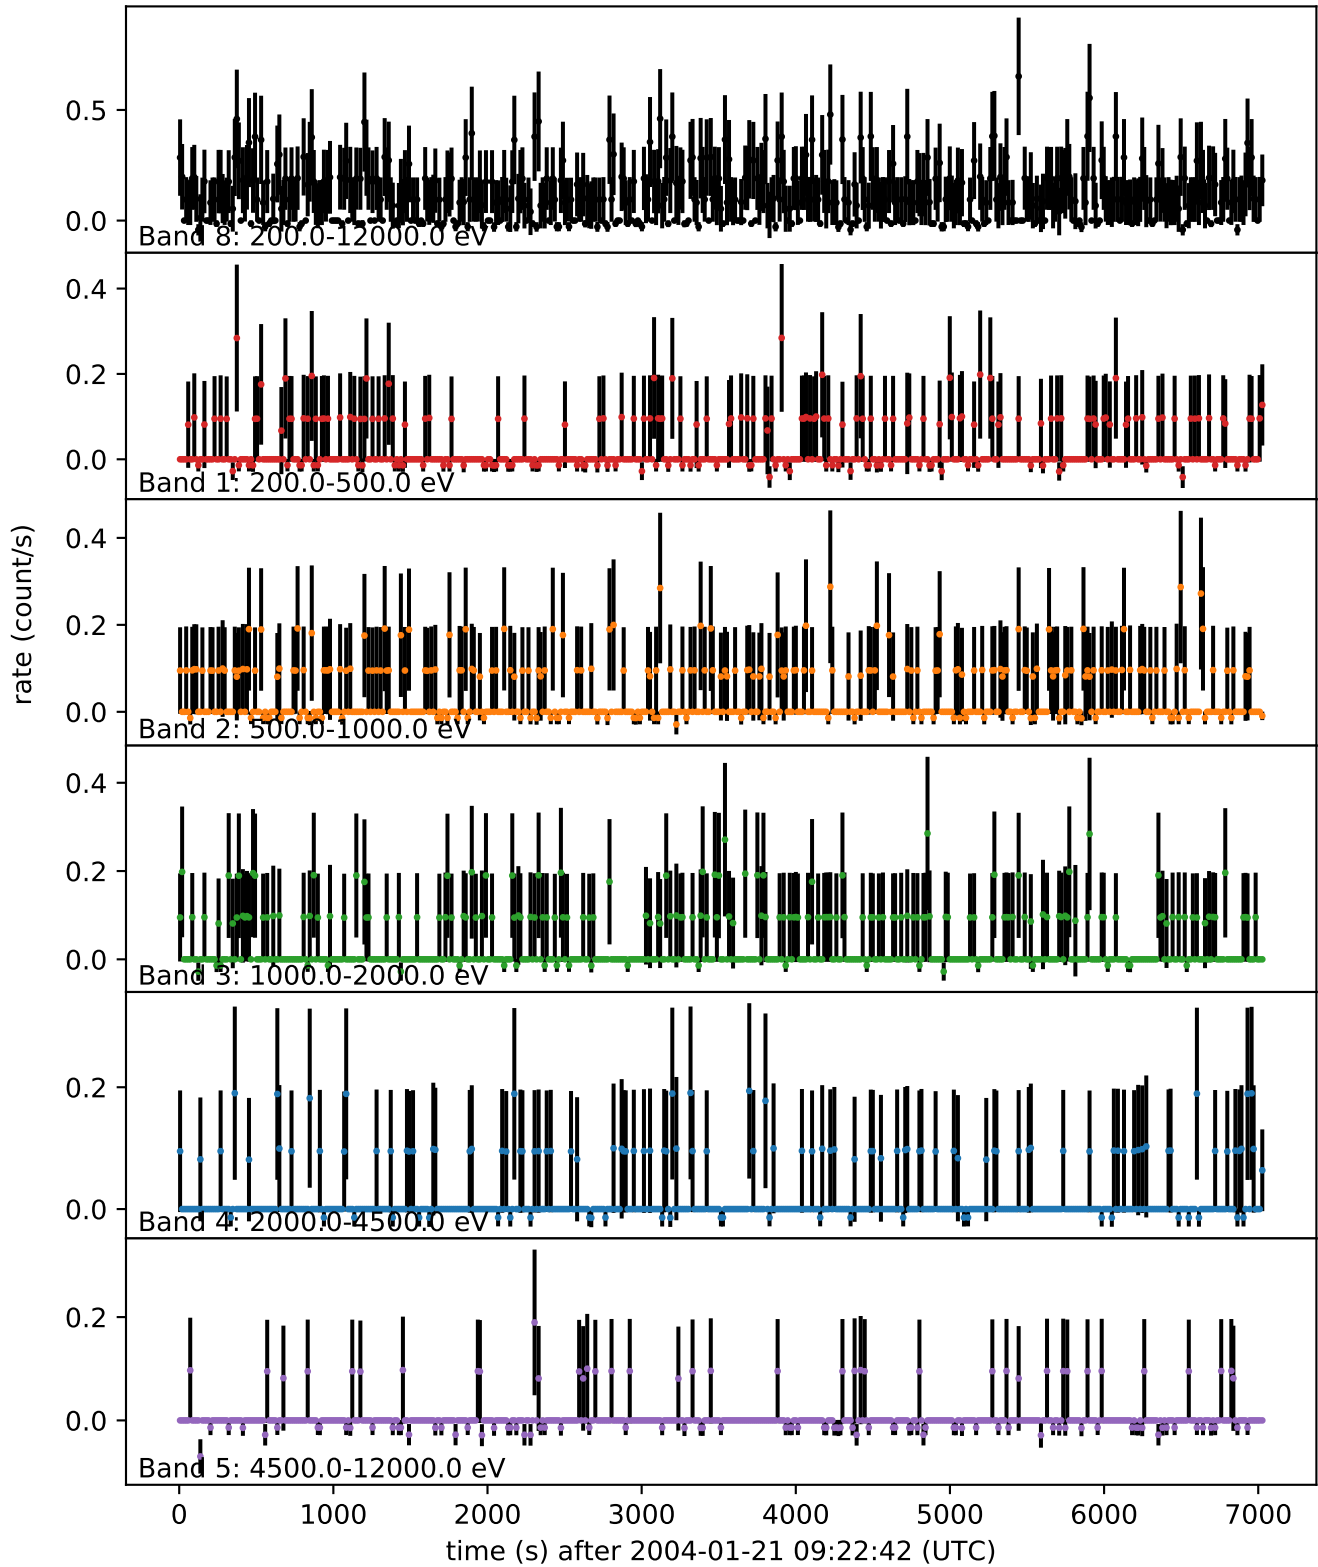 0.5
0.0
Band 8: 200.0-12000.0 eV
0.4
0.2
0.0
Band 1: 200.0-500.0 eV
0.4
0.2
0.0
Band 2: 500.0-1000.0 eV
rate (count/s)
0.4
0.2
0.0
Band 3: 1000.0-2000.0 eV
0.2
0.0
Band 4: 2000.0-4500.0 eV
0.2
0.0
Band 5: 4500.0-12000.0 eV
0 1000 2000 3000 4000 5000 6000 7000
time (s) after 2004-01-21 09:22:42 (UTC)